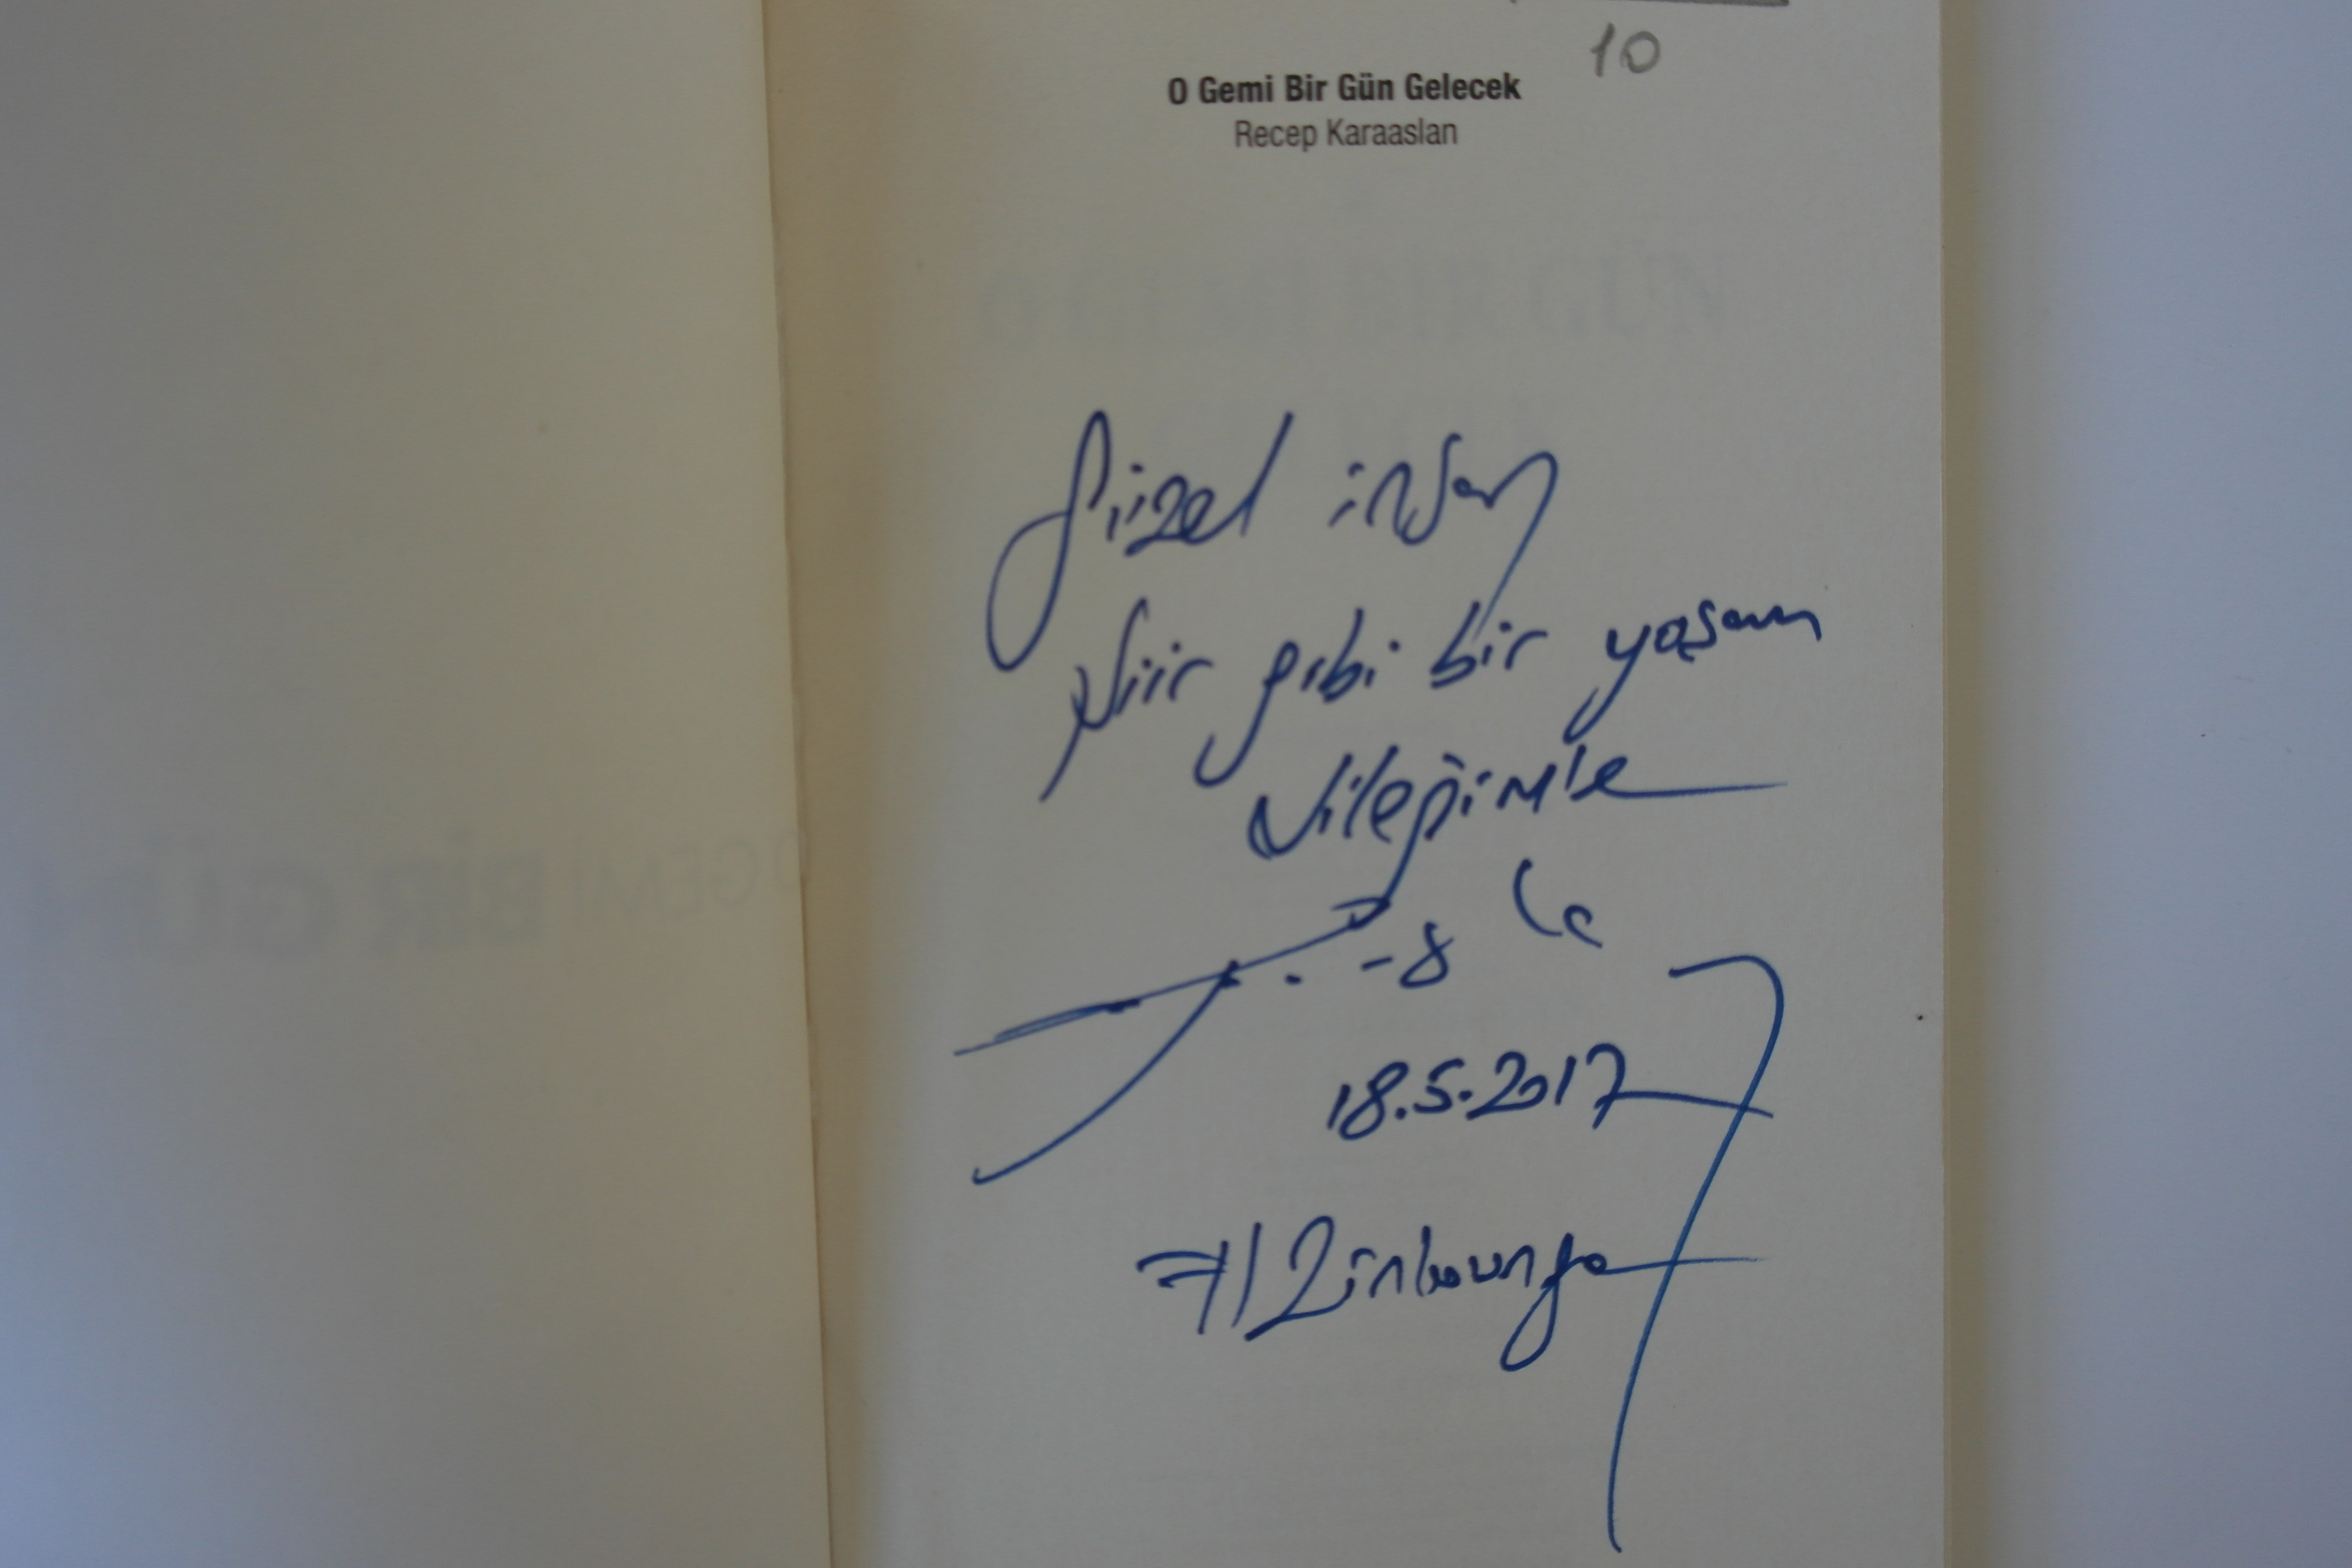 10
O Gemi Bir Gün Gelecek
Recep Karaaslan
Güzel insan
şiir gibi bir yaşam
dileğimle
18.5.2017